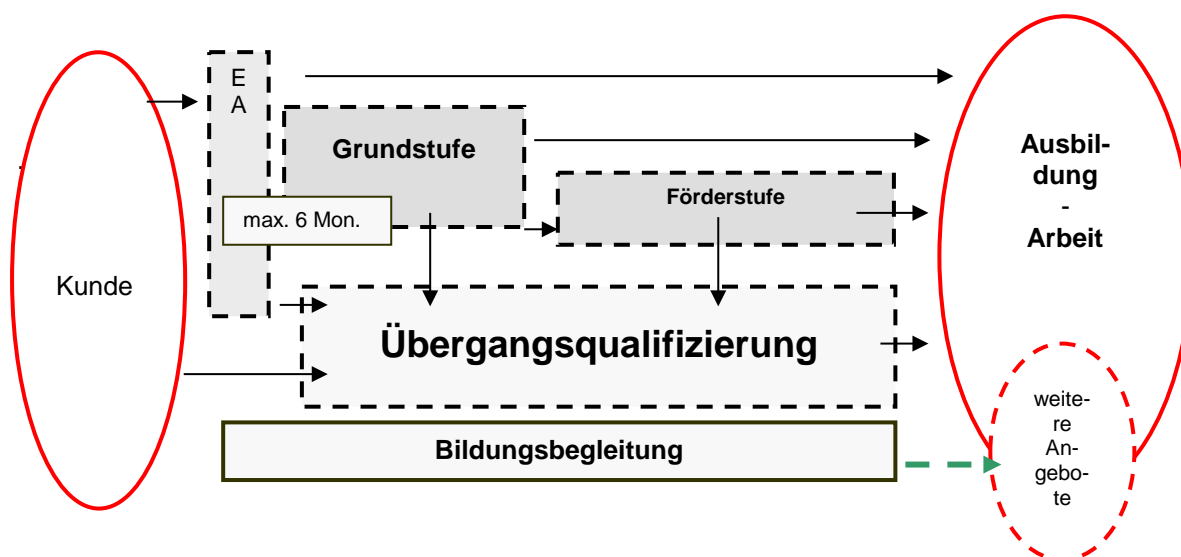 E
A
Grundstufe
Förderstufe
max. 6 Mon.
Kunde
Übergangsqualifizierung
Bildungsbegleitung
Ausbil-
dung
-
Arbeit
weite-
re
An-
gebo-
te